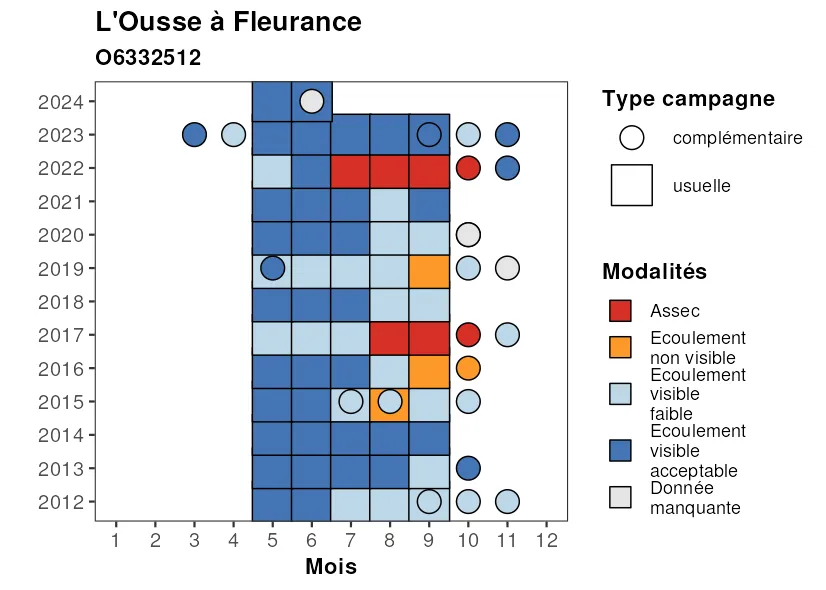 L'Ousse à Fleurance
O6332512
2024
2023
2022
2021
2020
2019
2018
2017
2016
2015
2014
2013
2012
1 2 3 4 5 6 7 8 9 10 11 12
Mois
Type campagne
complémentaire
usuelle
Modalités
Assec
Ecoulement
non visible
Ecoulement
visible
faible
Ecoulement
visible
acceptable
Donnée
manquante